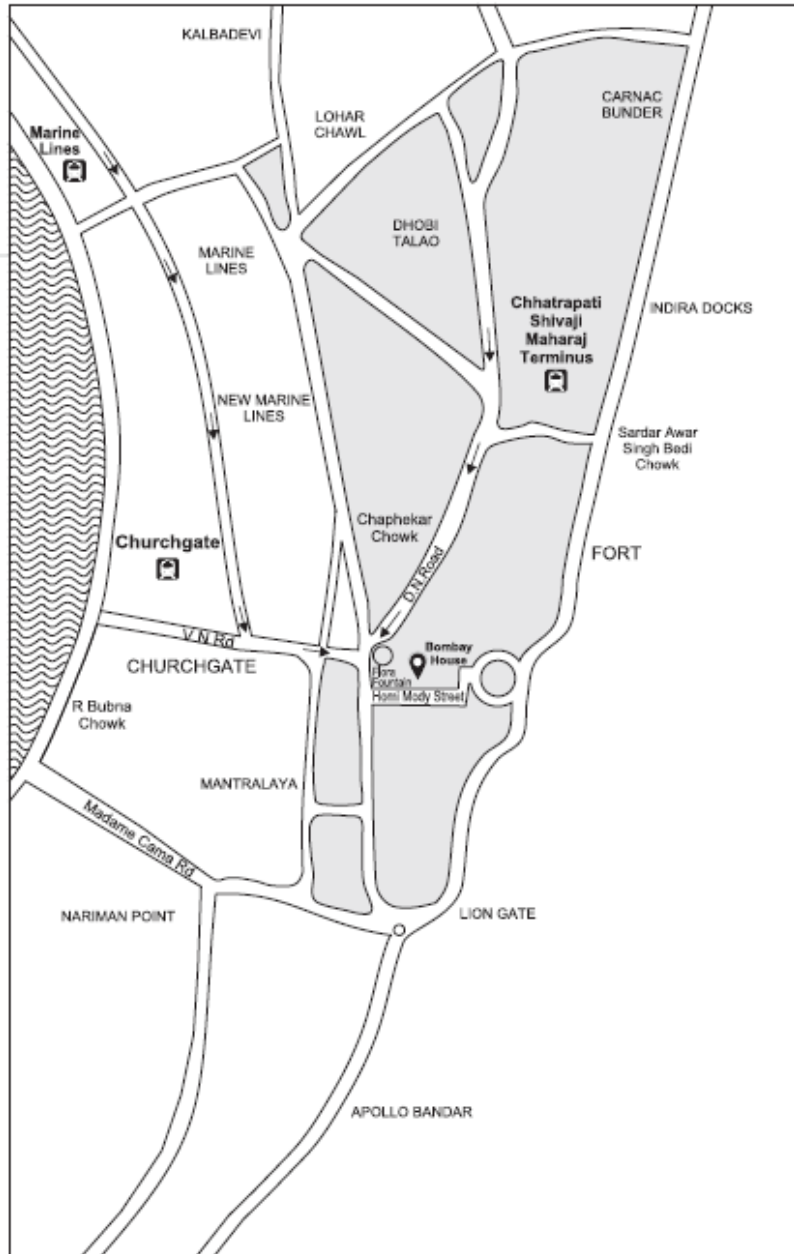 KALBADEVI
CARNAC
BUNDER
LOHAR
CHAWL
Marine
Lines
DHOBI
TALAO
MARINE
LINES
Chhatrapati
Shivaji
Maharaj
Terminus
INDIRA DOCKS
NEW MARINE
LINES
Sardar Awar
Singh Bedi
Chowk
Chaphekar
Chowk
Churchgate
FORT
D.N.Road
V.N.Rd
Bombay
House
CHURCHGATE
Flora
Fountain
Homi Mody Street
R Bubna
Chowk
MANTRALAYA
Madame Cama Rd
NARIMAN POINT
LION GATE
APOLLO BANDAR